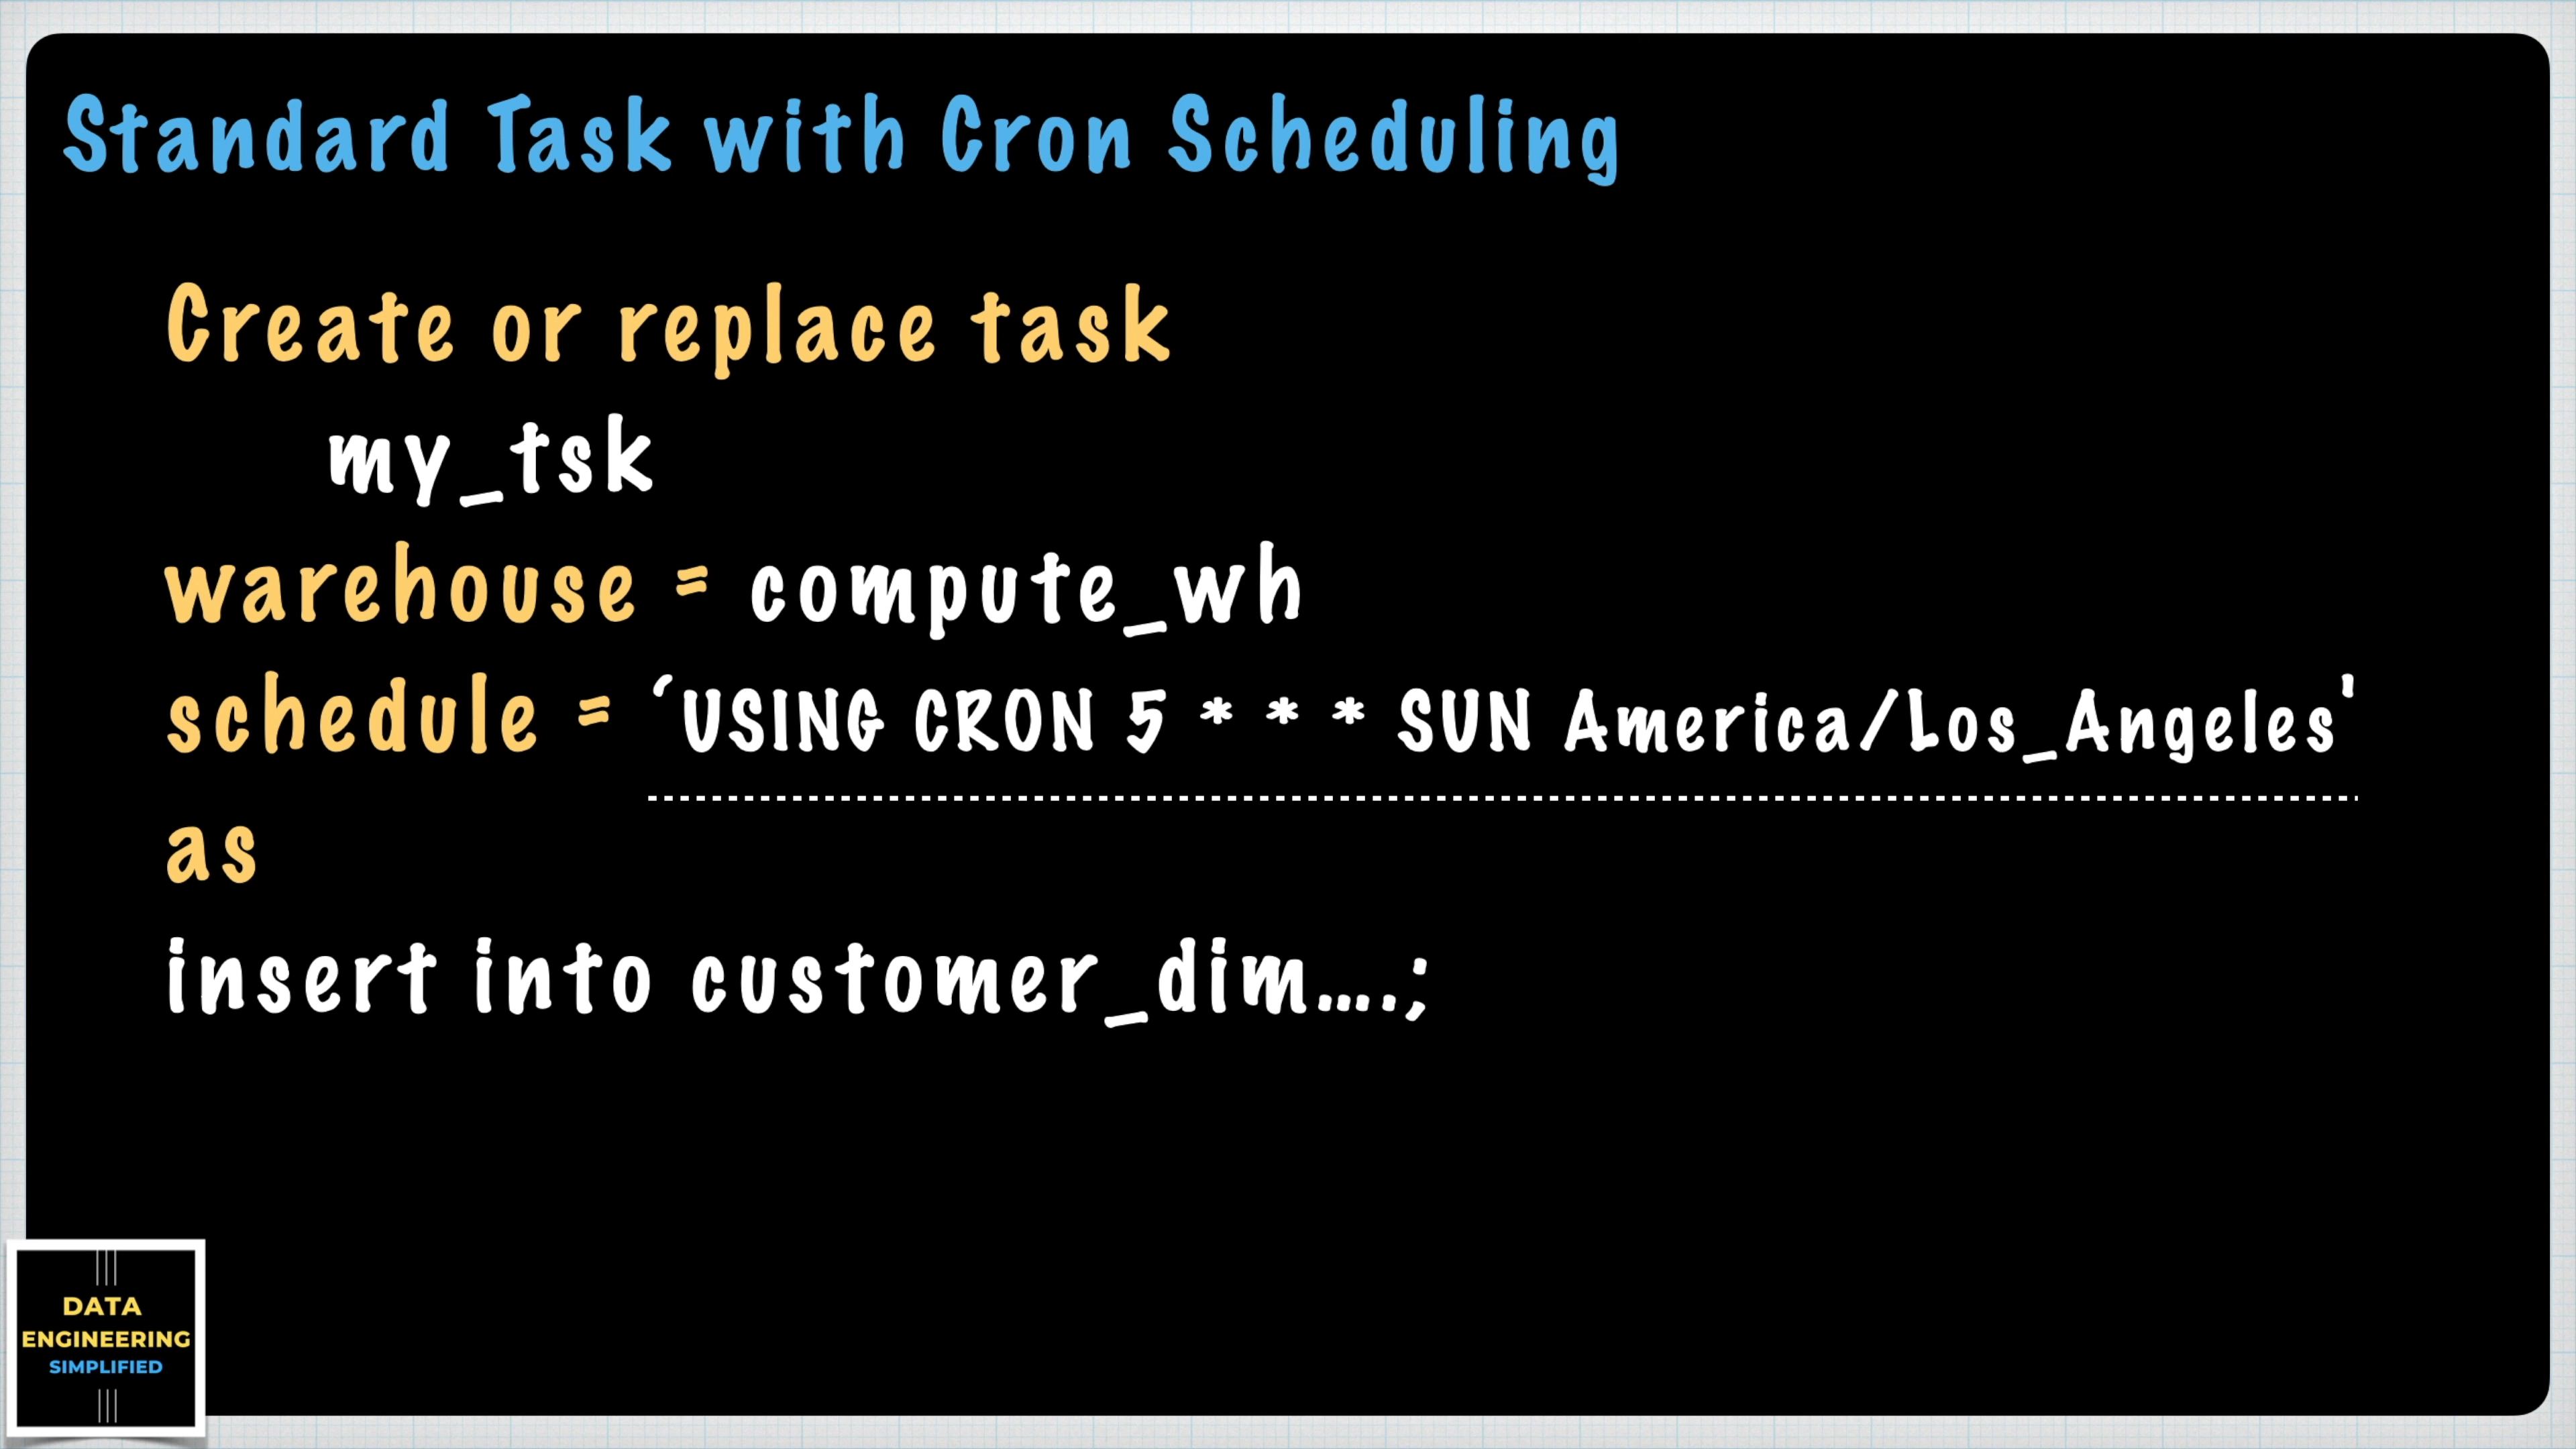 Standard Task with Cron Scheduling
Create or replace task
my_tsk
warehouse = compute_wh
schedule = ‘USING CRON 5 * * * SUN America/Los_Angeles'
as
insert into customer_dim….;
DATA
ENGINEERING
SIMPLIFIED